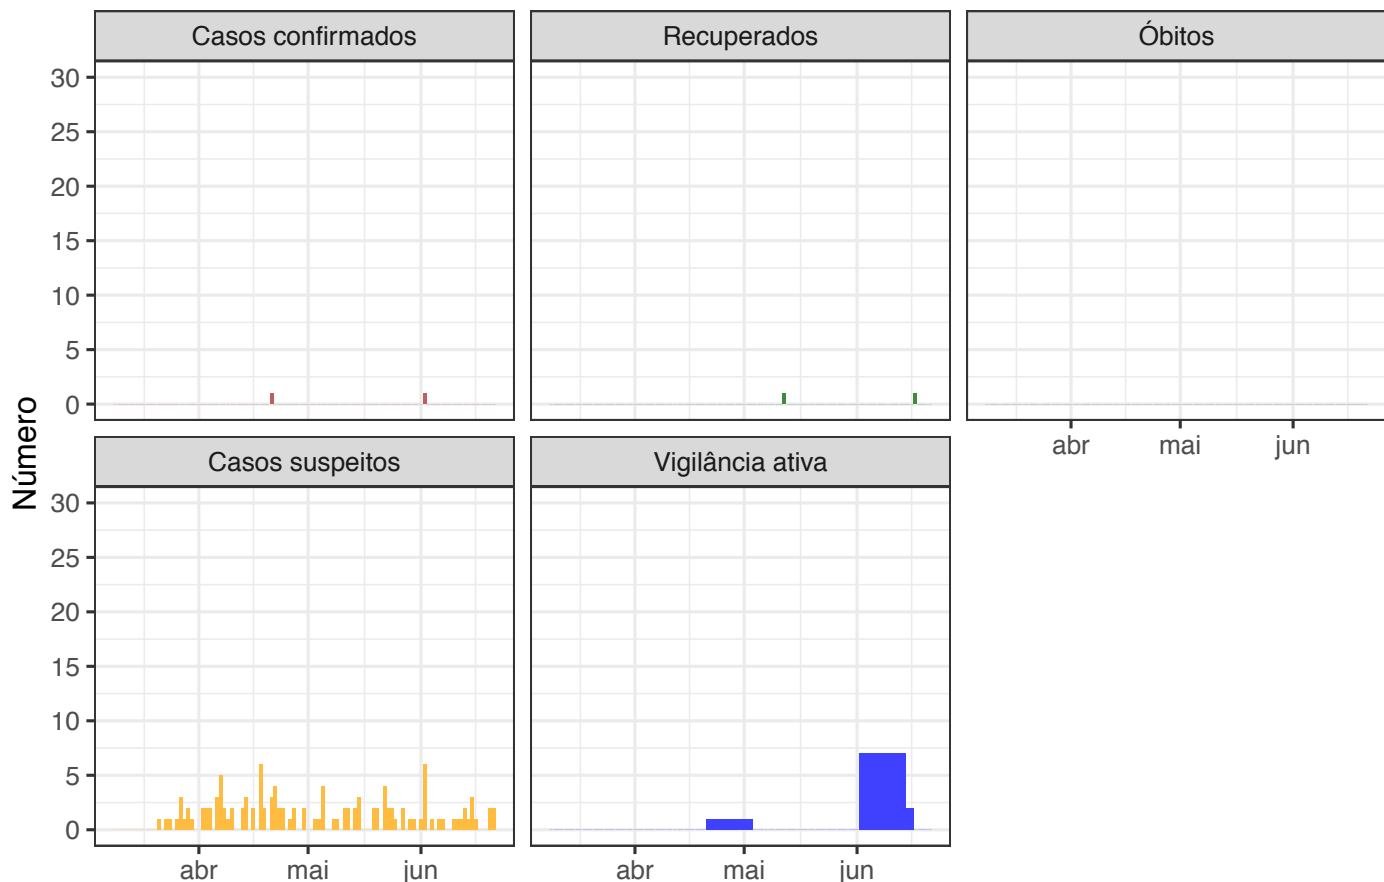 Casos confirmados
Recuperados
Óbitos
30
25
20
15
10
5
0
abr
mai
jun
Número
Casos suspeitos
Vigilância ativa
30
25
20
15
10
5
0
abr
mai
jun
abr
mai
jun